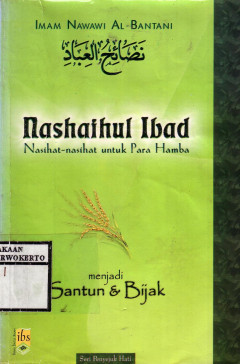 IMAM NAWAWI AL-BANTANI
نصائح العباد
Nashaihul Ibad
Nasihat-nasihat untuk Para Hamba
AKAAN
RWOKERTO
1
menjadi
Santun & Bijak
ibs
Seri Penyejuk Hati